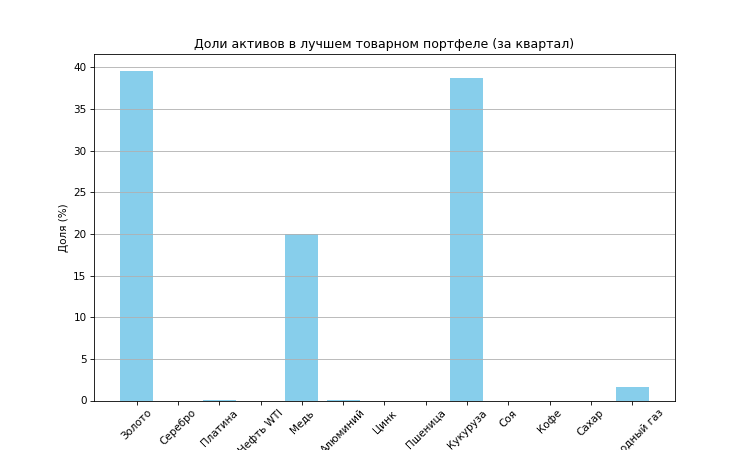 Доли активов в лучшем товарном портфеле (за квартал)
Доля (%)
40
35
30
25
20
15
10
5
0
Золото
Серебро
Платина
Нефть WTI
Медь
Алюминий
Цинк
Пшеница
Кукуруза
Соя
Кофе
Сахар
газ